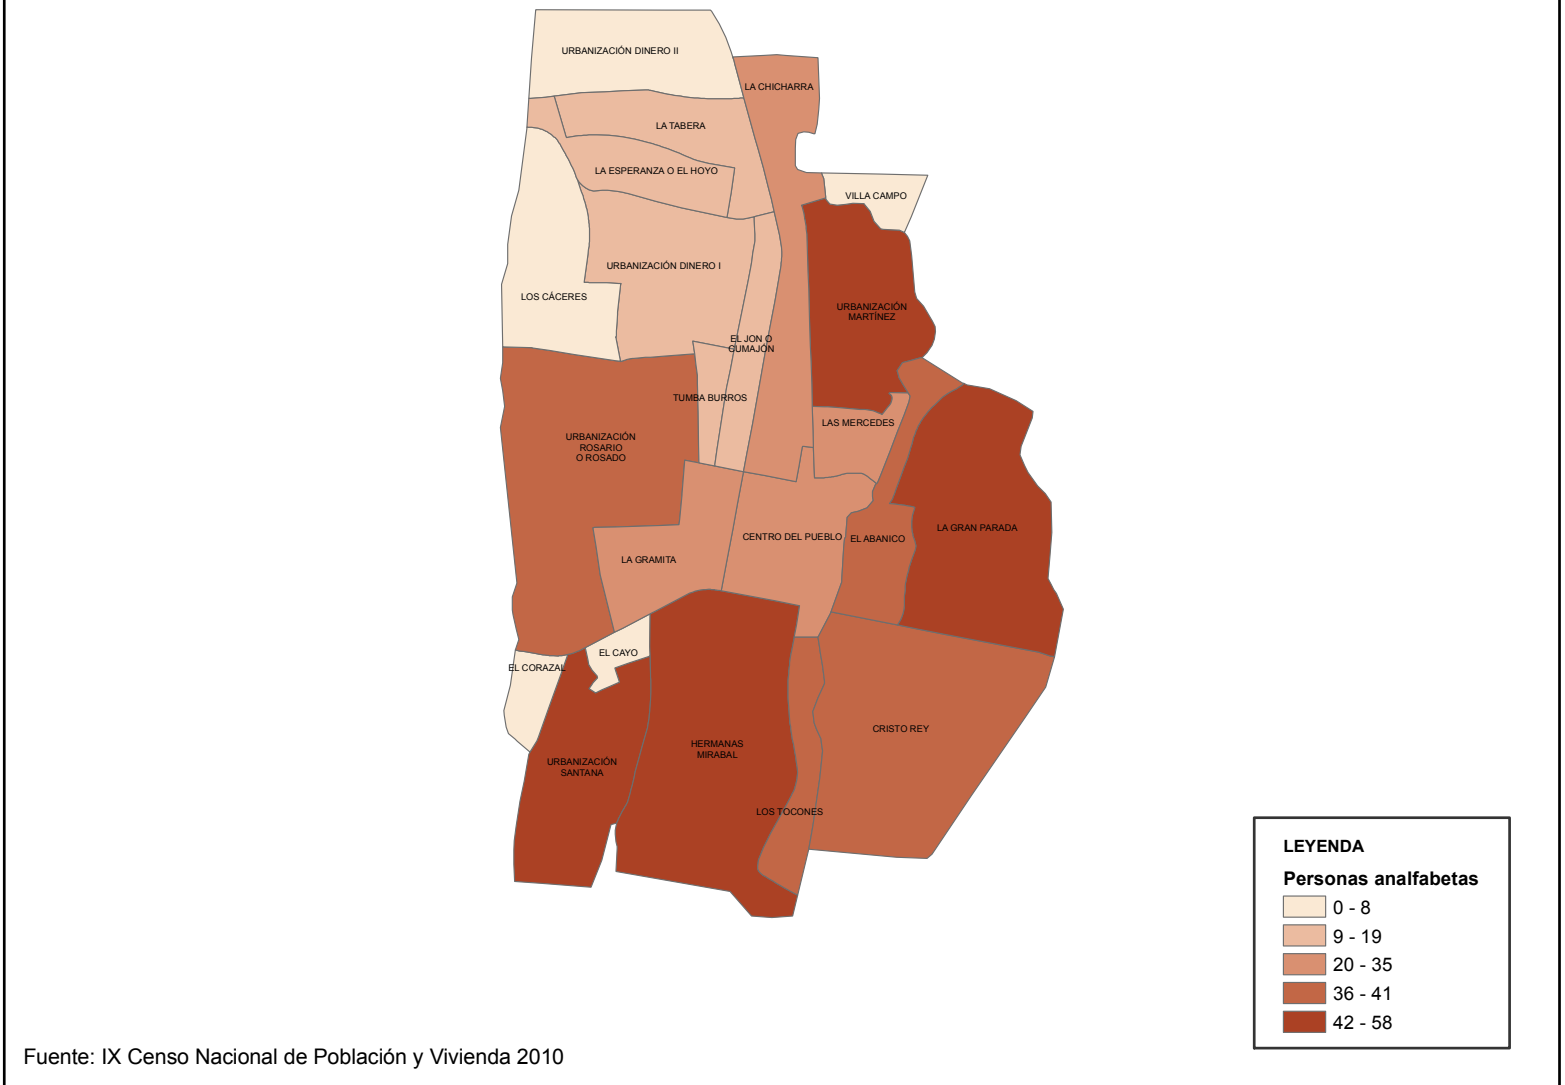 URBANIZACIÓN DINERO II
LA CHICHARRA
LA TABERA
LA ESPERANZA O EL HOYO
VILLA CAMPO
URBANIZACIÓN DINERO I
LOS CÁCERES
URBANIZACIÓN
MARTÍNEZ
EL JON O
CUMAJÓN
TUMBA BURROS
LAS MERCEDES
URBANIZACIÓN
ROSARIO
O ROSADO
LA GRAN PARADA
CENTRO DEL PUEBLO
EL ABANICO
LA GRAMITA
EL CAYO
EL CORAZAL
CRISTO REY
HERMANAS
MIRABAL
URBANIZACIÓN
SANTANA
LOS TOCONES
LEYENDA
Personas analfabetas
0 - 8
9 - 19
20 - 35
36 - 41
42 - 58
Fuente: IX Censo Nacional de Población y Vivienda 2010